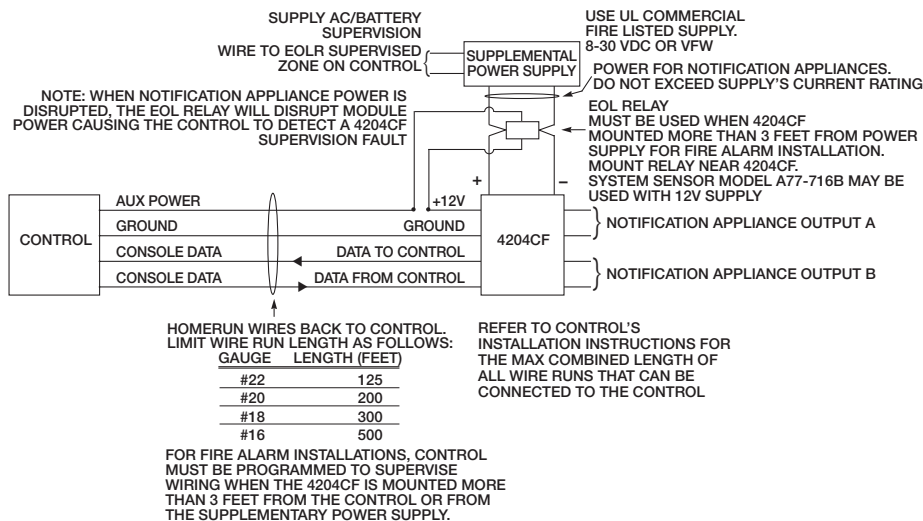 SUPPLY AC/BATTERY
SUPERVISION
WIRE TO EOLR SUPERVISED
ZONE ON CONTROL
SUPPLEMENTAL
POWER SUPPLY
USE UL COMMERCIAL
FIRE LISTED SUPPLY.
8-30 VDC OR VFW
POWER FOR NOTIFICATION APPLIANCES.
DO NOT EXCEED SUPPLY'S CURRENT RATING
NOTE: WHEN NOTIFICATION APPLIANCE POWER IS
DISRUPTED, THE EOL RELAY WILL DISRUPT MODULE
POWER CAUSING THE CONTROL TO DETECT A 4204CF
SUPERVISION FAULT
EOL RELAY
MUST BE USED WHEN 4204CF
MOUNTED MORE THAN 3 FEET FROM POWER
SUPPLY FOR FIRE ALARM INSTALLATION.
MOUNT RELAY NEAR 4204CF.
SYSTEM SENSOR MODEL A77-716B MAY BE
USED WITH 12V SUPPLY
+ –
CONTROL
AUX POWER +12V
GROUND GROUND
CONSOLE DATA DATA TO CONTROL
CONSOLE DATA DATA FROM CONTROL
4204CF
NOTIFICATION APPLIANCE OUTPUT A
NOTIFICATION APPLIANCE OUTPUT B
HOMERUN WIRES BACK TO CONTROL.
LIMIT WIRE RUN LENGTH AS FOLLOWS:
GAUGE LENGTH (FEET)
#22 125
#20 200
#18 300
#16 500
FOR FIRE ALARM INSTALLATIONS, CONTROL
MUST BE PROGRAMMED TO SUPERVISE
WIRING WHEN THE 4204CF IS MOUNTED MORE
THAN 3 FEET FROM THE CONTROL OR FROM
THE SUPPLEMENTARY POWER SUPPLY.
REFER TO CONTROL'S
INSTALLATION INSTRUCTIONS FOR
THE MAX COMBINED LENGTH OF
ALL WIRE RUNS THAT CAN BE
CONNECTED TO THE CONTROL